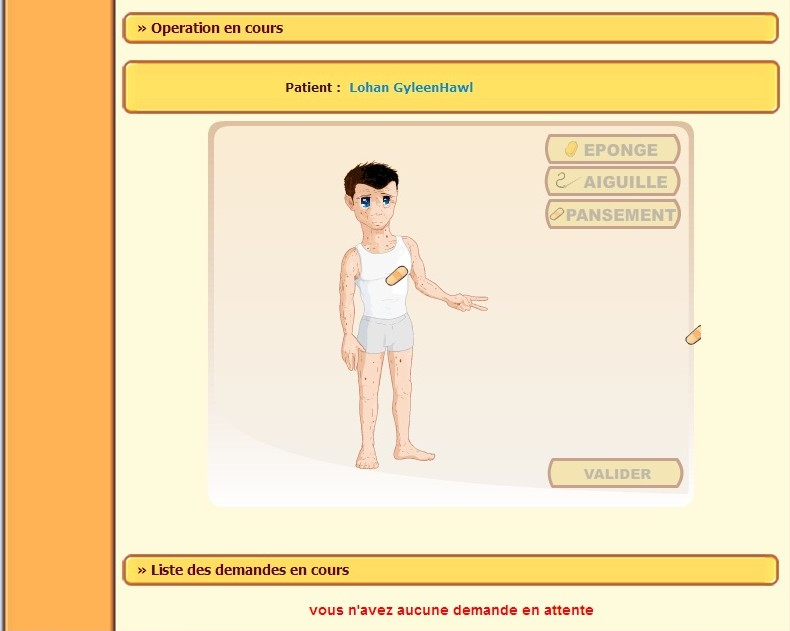 » Operation en cours
Patient : Lohan GyleenHawl
EPONGE
AIGUILLE
PANSEMENT
VALIDER
» Liste des demandes en cours
vous n'avez aucune demande en attente